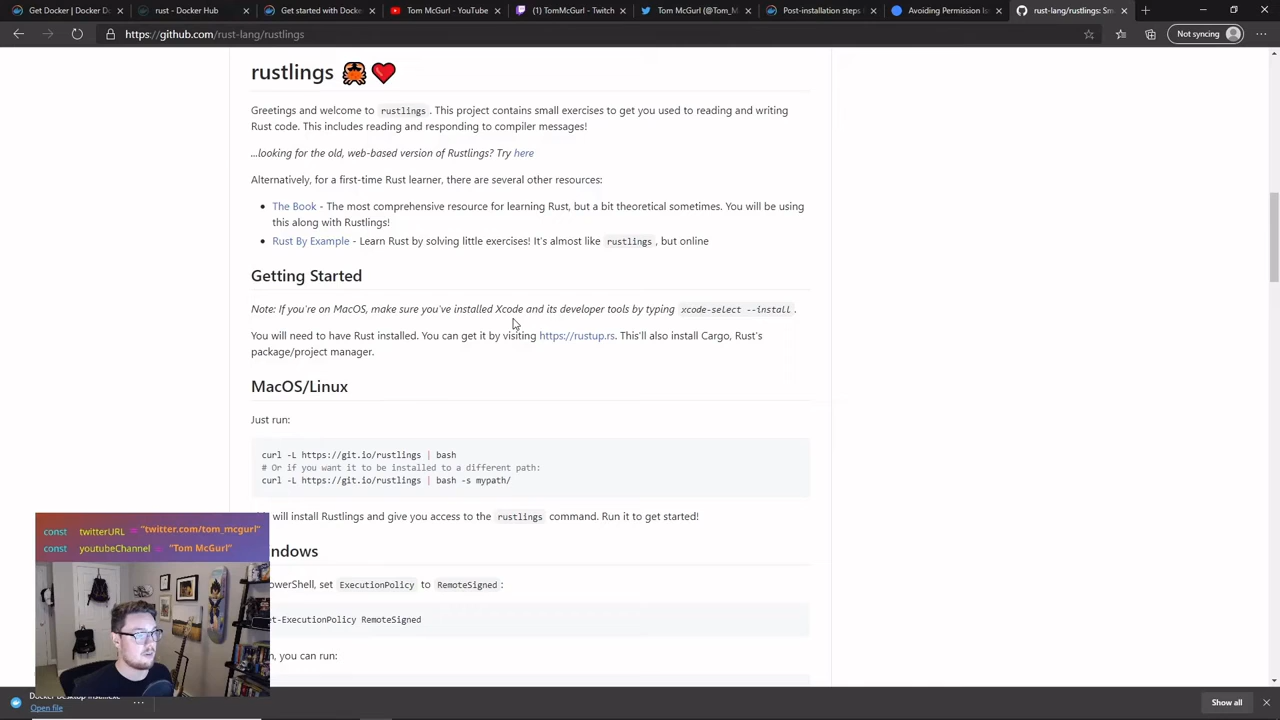 Get Docker | Docker
rust - Docker Hub
Get started with D
Tom McGurl - YouTube
(1) TomMcGurl - Twitch
Tom McGurl (@Tom_M
Post-installation steps
Avoiding Permission Is
rust-lang/rustlings: Sm
https://github.com/rust-lang/rustlings
Not syncing
rustlings 🦀❤️
Greetings and welcome to rustlings. This project contains small exercises to get you used to reading and writing
Rust code. This includes reading and responding to compiler messages!
...looking for the old, web-based version of Rustlings? Try here
Alternatively, for a first-time Rust learner, there are several other resources:
The Book - The most comprehensive resource for learning Rust, but a bit theoretical sometimes. You will be using
this along with Rustlings!
Rust By Example - Learn Rust by solving little exercises! It's almost like rustlings, but online
Getting Started
Note: If you're on MacOS, make sure you've installed Xcode and its developer tools by typing xcode-select --install.
You will need to have Rust installed. You can get it by visiting https://rustup.rs. This'll also install Cargo, Rust's
package/project manager.
MacOS/Linux
Just run:
curl -L https://git.io/rustlings | bash
# Or if you want it to be installed to a different path:
curl -L https://git.io/rustlings | bash -s mypath/
will install Rustlings and give you access to the rustlings command. Run it to get started!
const twitterURL = "twitter.com/tom_mcgurl"
const youtubeChannel = "Tom McGurl"
ndows
owerShell, set ExecutionPolicy to RemoteSigned:
t-ExecutionPolicy RemoteSigned
n, you can run:
Docker Desktop Inst....exe
Open file
Show all